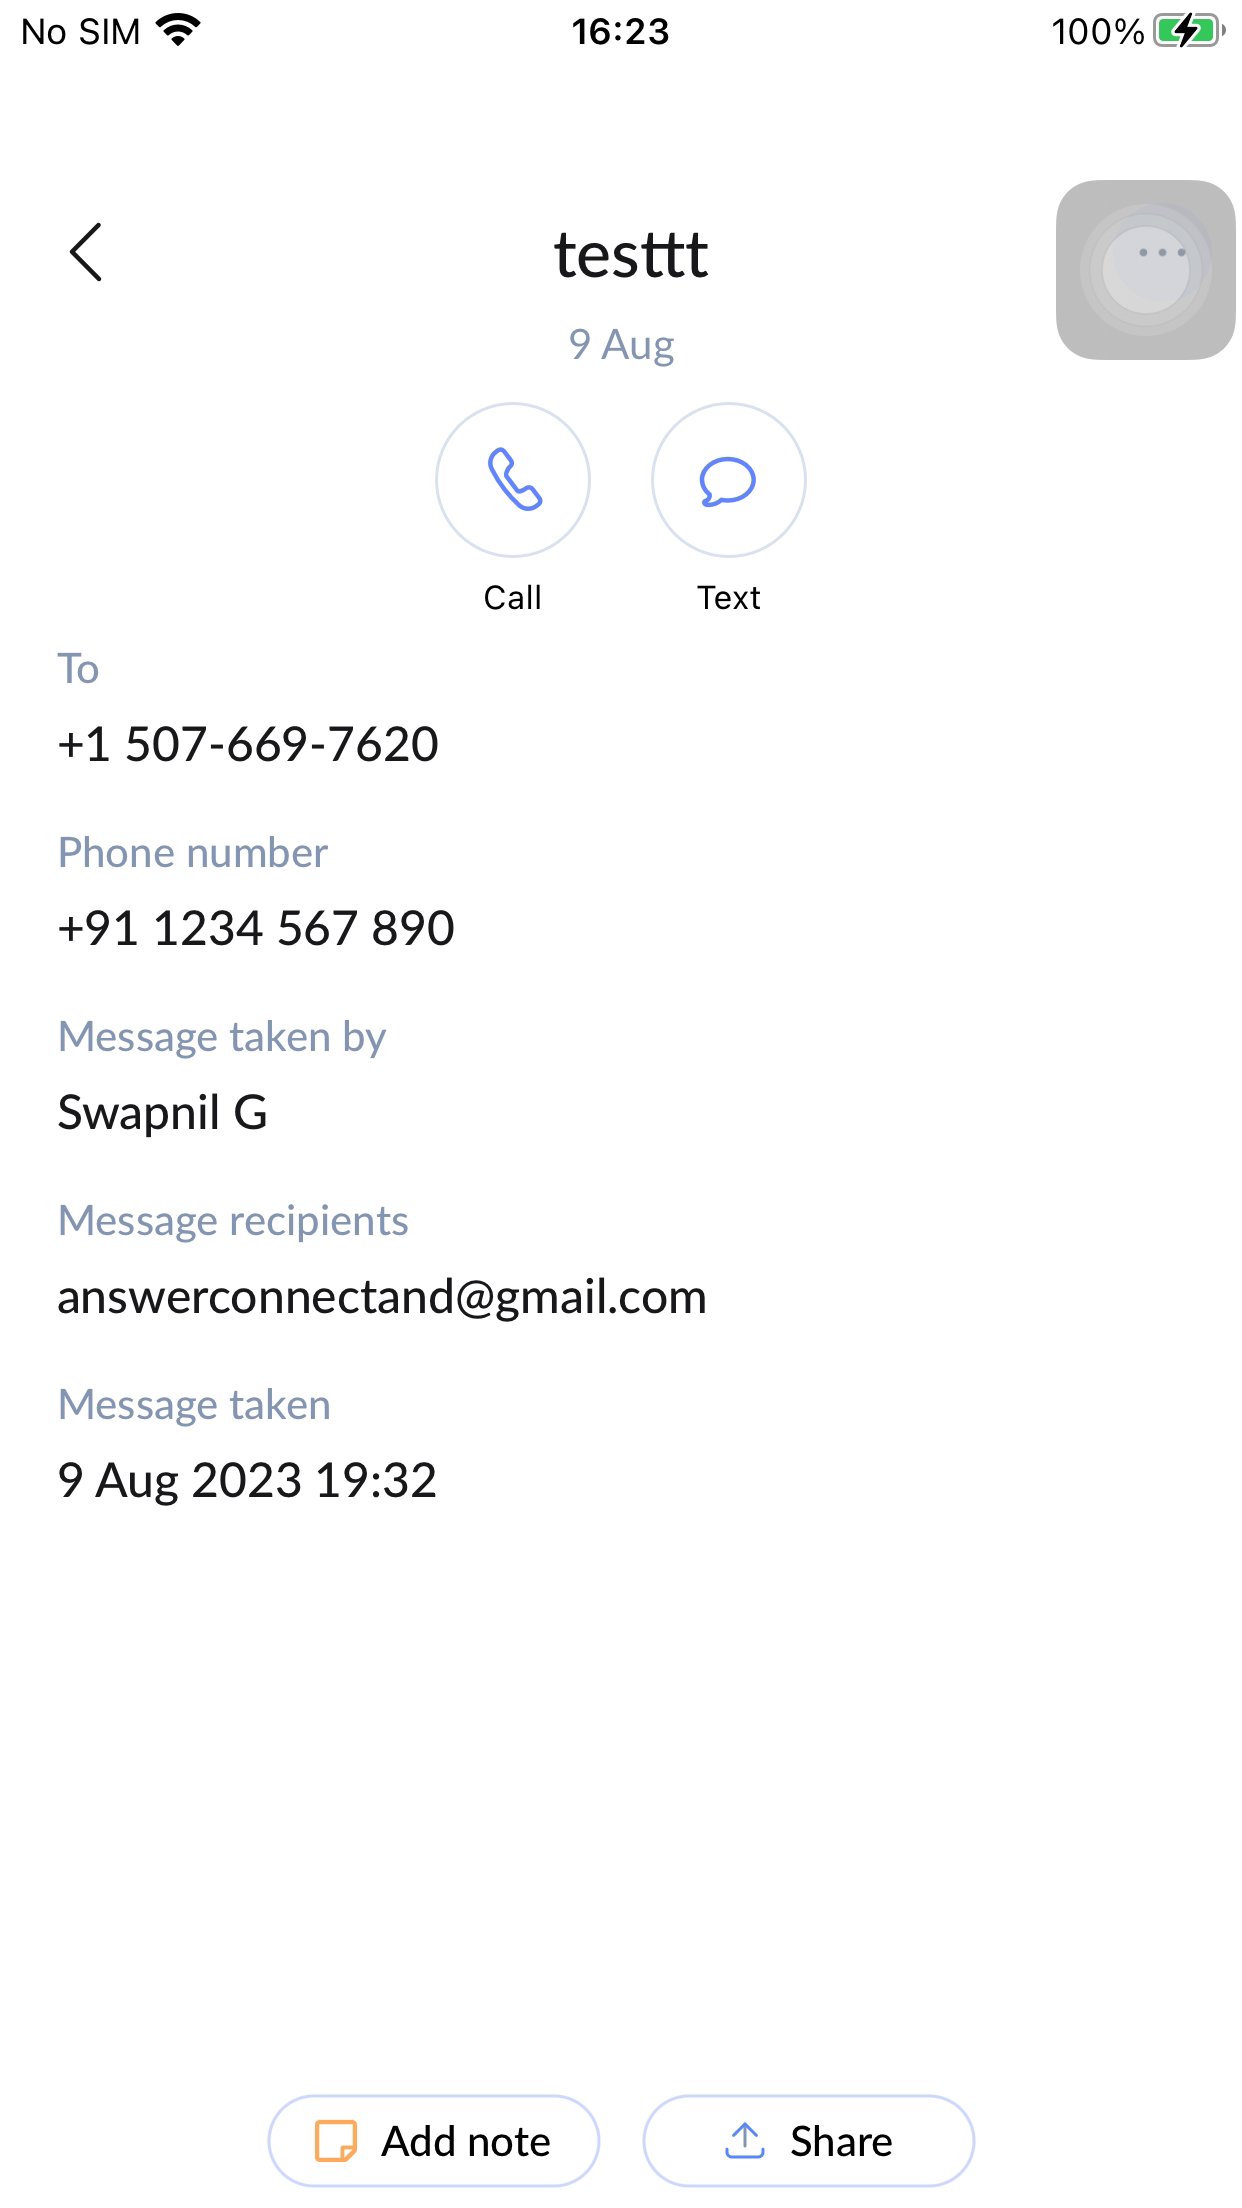 No SIM 16:23 100%
testtt
9 Aug
Call Text
To
+1 507-669-7620
Phone number
+91 1234 567 890
Message taken by
Swapnil G
Message recipients
answerconnectand@gmail.com
Message taken
9 Aug 2023 19:32
Add note Share